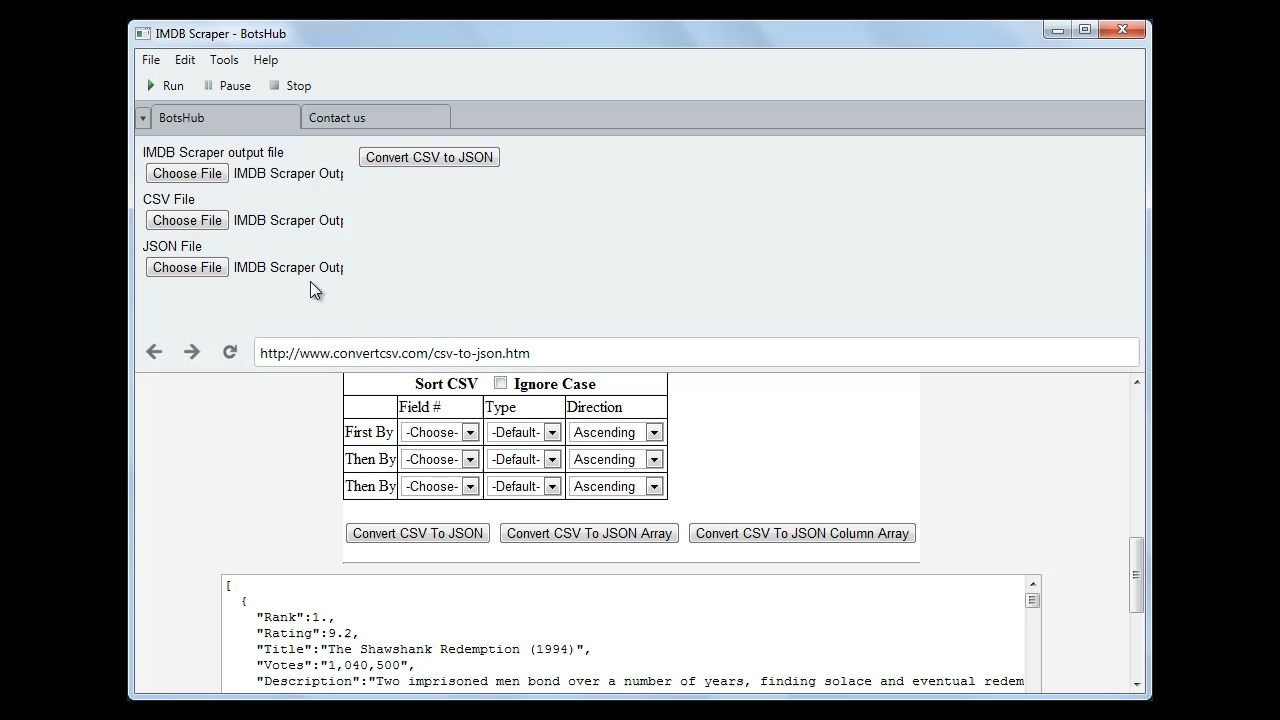 IMDB Scraper - BotsHub
File Edit Tools Help
Run Pause Stop
BotsHub Contact us
IMDB Scraper output file
Convert CSV to JSON
Choose File IMDB Scraper Outp
CSV File
Choose File IMDB Scraper Outp
JSON File
Choose File IMDB Scraper Outp
http://www.convertcsv.com/csv-to-json.htm
Sort CSV Ignore Case
Field # Type Direction
First By -Choose- -Default- Ascending
Then By -Choose- -Default- Ascending
Then By -Choose- -Default- Ascending
Convert CSV To JSON Convert CSV To JSON Array Convert CSV To JSON Column Array
[
{
"Rank":1.,
"Rating":9.2,
"Title":"The Shawshank Redemption (1994)",
"Votes":"1,040,500",
"Description":"Two imprisoned men bond over a number of years, finding solace and eventual redem